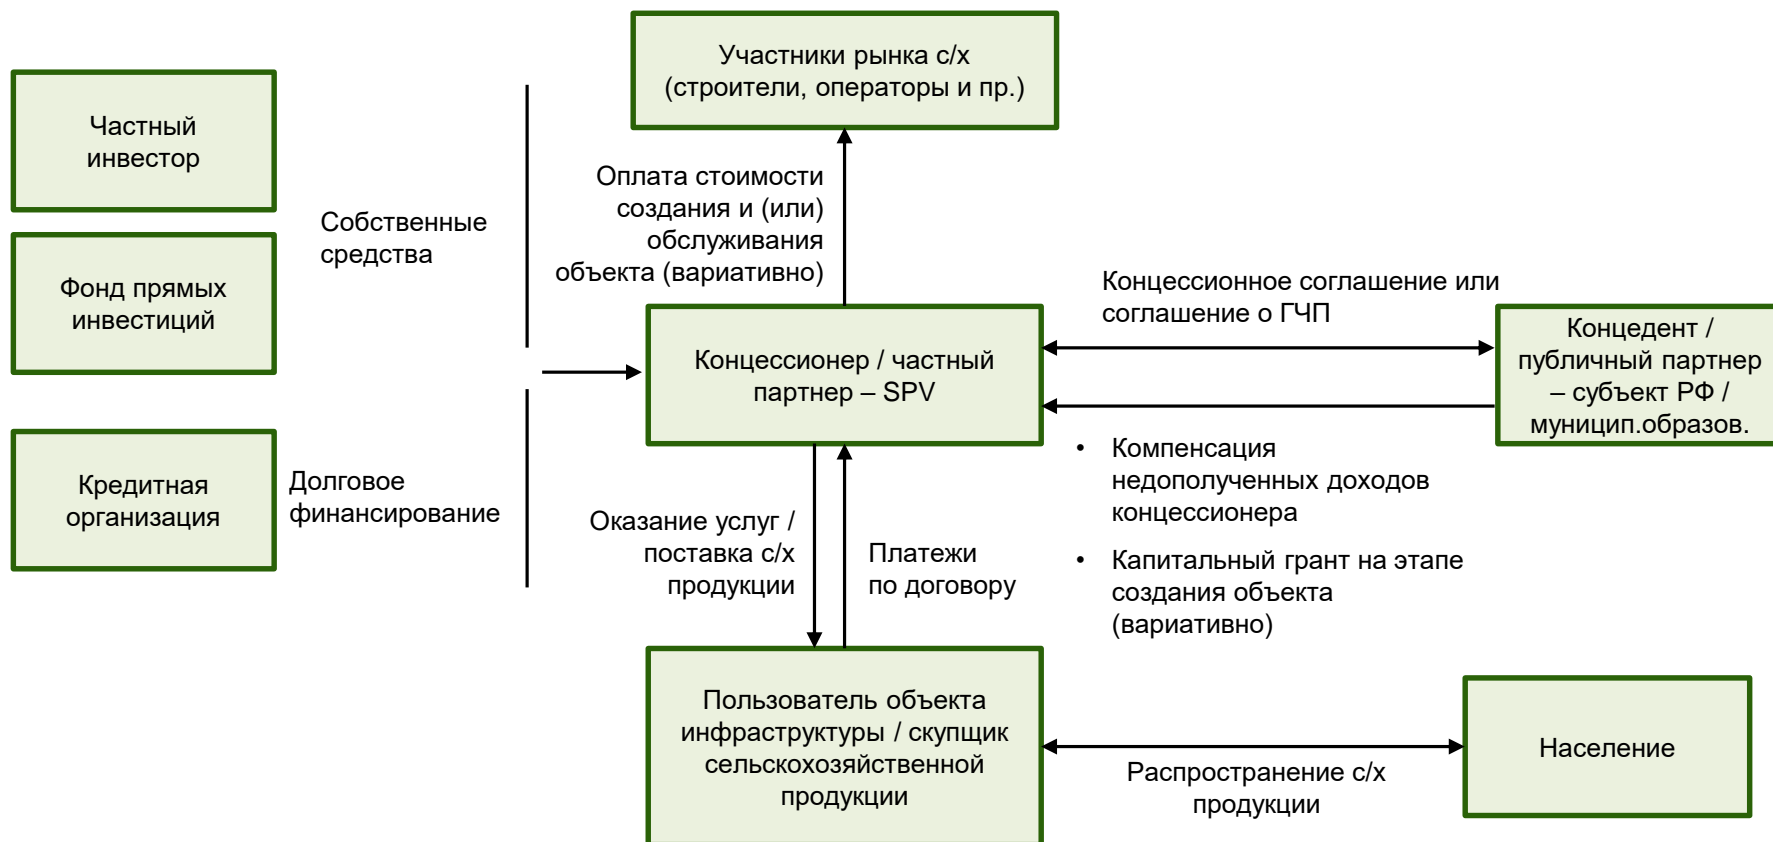 Участники рынка с/х
(строители, операторы и пр.)
Частный
инвестор
Собственные
средства
Оплата стоимости
создания и (или)
обслуживания
объекта (вариативно)
Фонд прямых
инвестиций
Концессионное соглашение или
соглашение о ГЧП
Концессионер / частный
партнер – SPV
Концедент /
публичный партнер
– субъект РФ /
муницип.образов.
Кредитная
организация
Долговое
финансирование
Оказание услуг /
поставка с/х
продукции
Платежи
по договору
• Компенсация
недополученных доходов
концессионера
• Капитальный грант на этапе
создания объекта
(вариативно)
Пользователь объекта
инфраструктуры / скупщик
сельскохозяйственной
продукции
Распространение с/х
продукции
Население